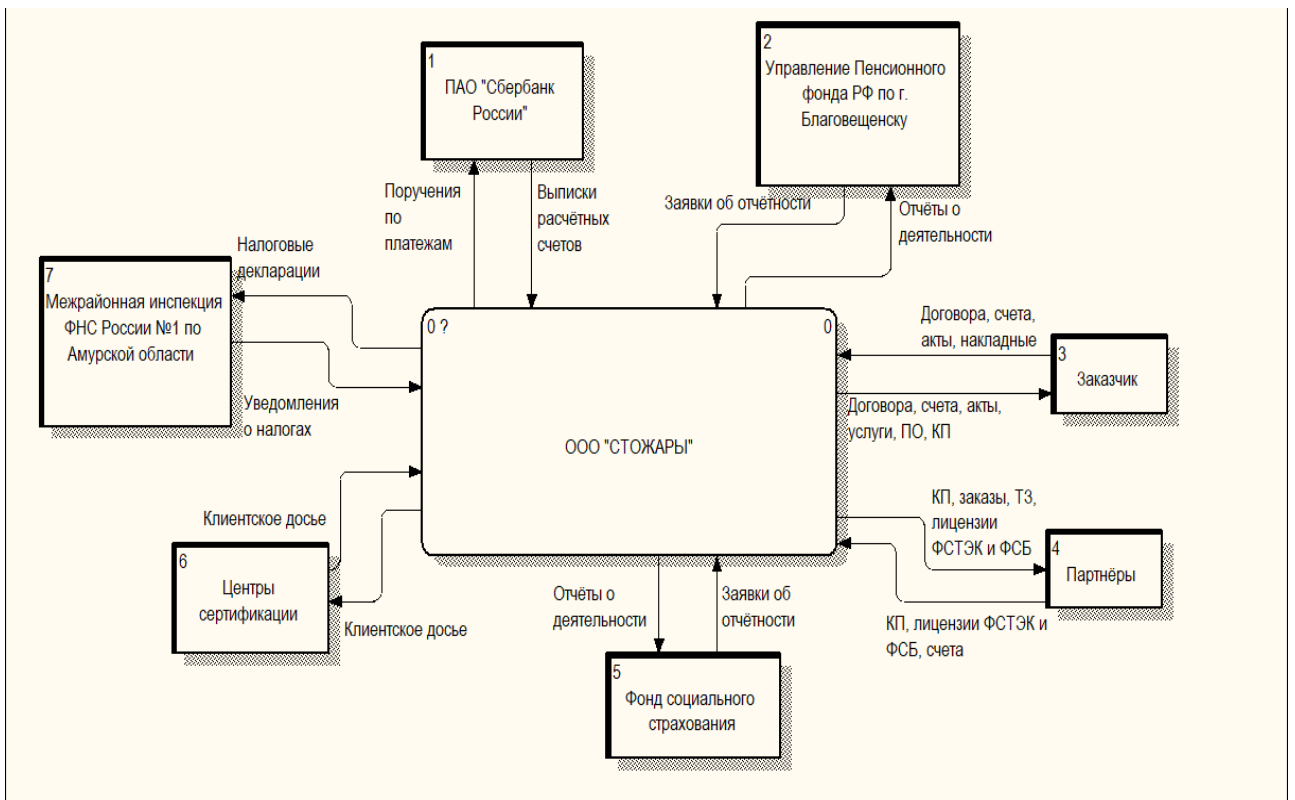 1
ПАО "Сбербанк
России"
2
Управление Пенсионного
фонда РФ по г.
Благовещенску
Поручения
по
платежам
Выписки
расчётных
счетов
Заявки об отчётности
Отчёты о
деятельности
Налоговые
декларации
7
Межрайонная инспекция
ФНС России №1 по
Амурской области
Уведомления
о налогах
0 ?
0
ООО "СТОЖАРЫ"
Договора, счета,
акты, накладные
3
Заказчик
Договора, счета, акты,
услуги, ПО, КП
КП, заказы, ТЗ,
лицензии
ФСТЭК и ФСБ
4
Партнёры
КП, лицензии ФСТЭК и
ФСБ, счета
Клиентское досье
6
Центры
сертификации
Клиентское досье
Отчёты о
деятельности
Заявки об
отчётности
5
Фонд социального
страхования